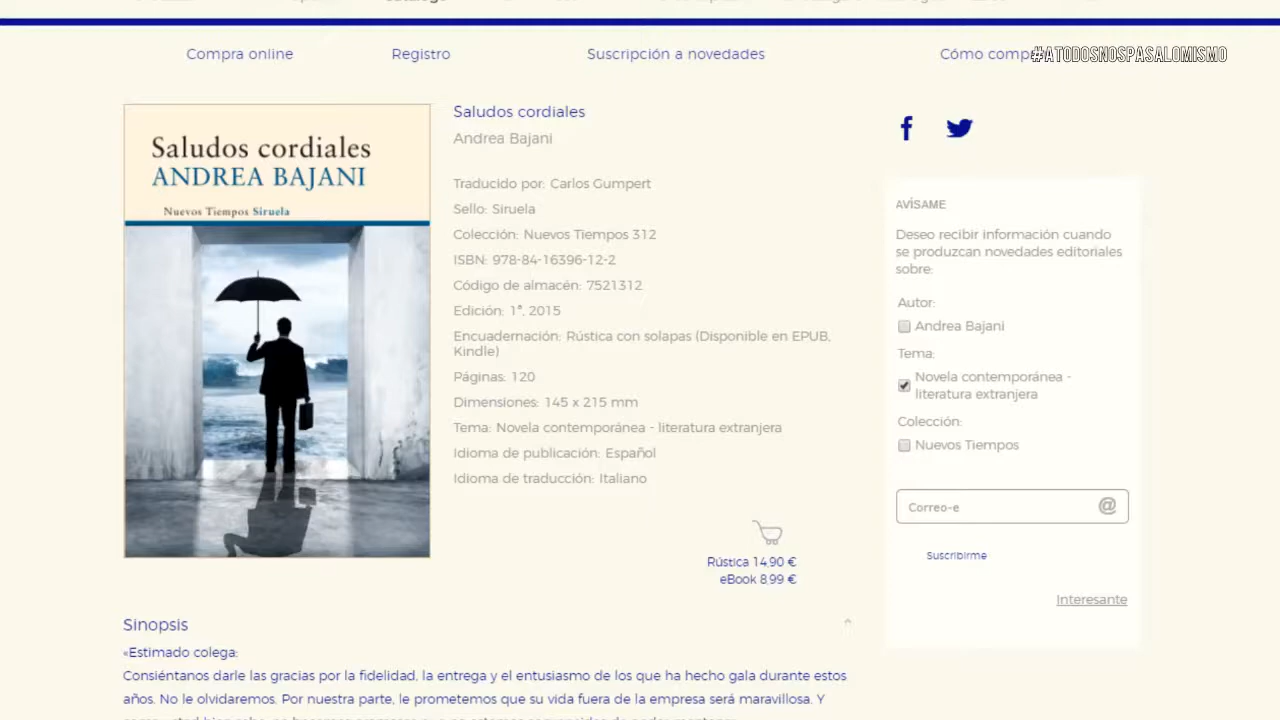 Compra online
Registro
Suscripción a novedades
Cómo comp
#ATODOSNOSPASALOMISMO
Saludos cordiales
ANDREA BAJANI
Nuevos Tiempos Siruela
Saludos cordiales
Andrea Bajani
Traducido por: Carlos Gumpert
Sello: Siruela
Colección: Nuevos Tiempos 312
ISBN: 978-84-16396-12-2
Código de almacén: 7521312
Edición: 1ª, 2015
Encuadernación: Rústica con solapas (Disponible en EPUB,
Kindle)
Páginas: 120
Dimensiones: 145 x 215 mm
Tema: Novela contemporánea - literatura extranjera
Idioma de publicación: Español
Idioma de traducción: Italiano
Rústica 14,90 €
eBook 8,99 €
AVÍSAME
Deseo recibir información cuando
se produzcan novedades editoriales
sobre:
Autor:
Andrea Bajani
Tema:
Novela contemporánea -
literatura extranjera
Colección:
Nuevos Tiempos
Correo-e @
Suscribirme
Interesante
Sinopsis
«Estimado colega:
Consiéntanos darle las gracias por la fidelidad, la entrega y el entusiasmo de los que ha hecho gala durante estos
años. No le olvidaremos. Por nuestra parte, le prometemos que su vida fuera de la empresa será maravillosa. Y